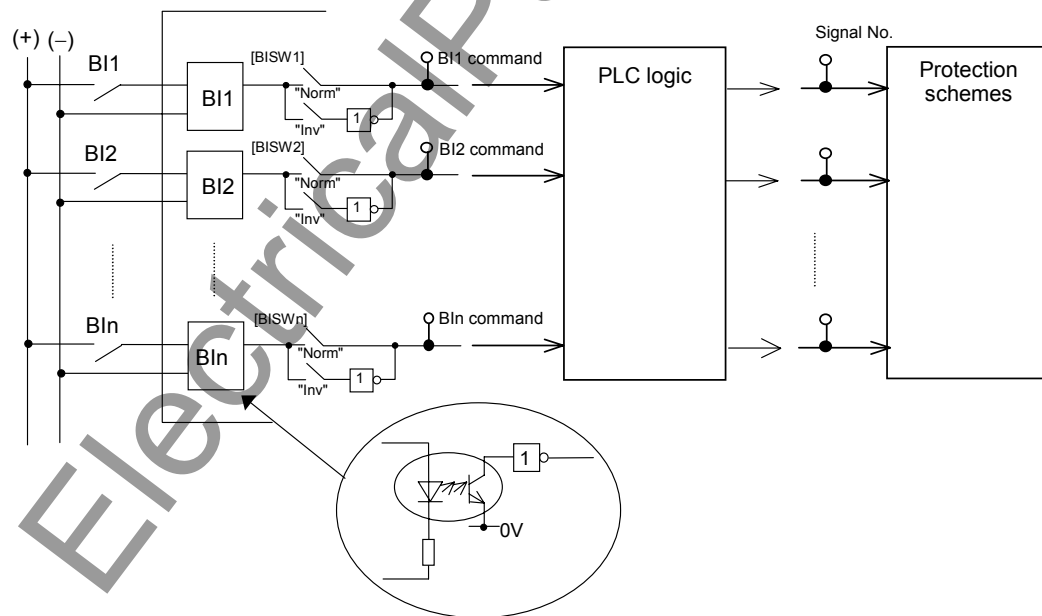 (+) (–)
BI1
BI1
[BISW1]
"Norm"
"Inv"
1
BI1 command
PLC logic
Signal No.
Protection
schemes
BI2
BI2
[BISW2]
"Norm"
"Inv"
1
BI2 command
BIn
BIn
[BISWn]
"Norm"
"Inv"
1
BIn command
1
0V